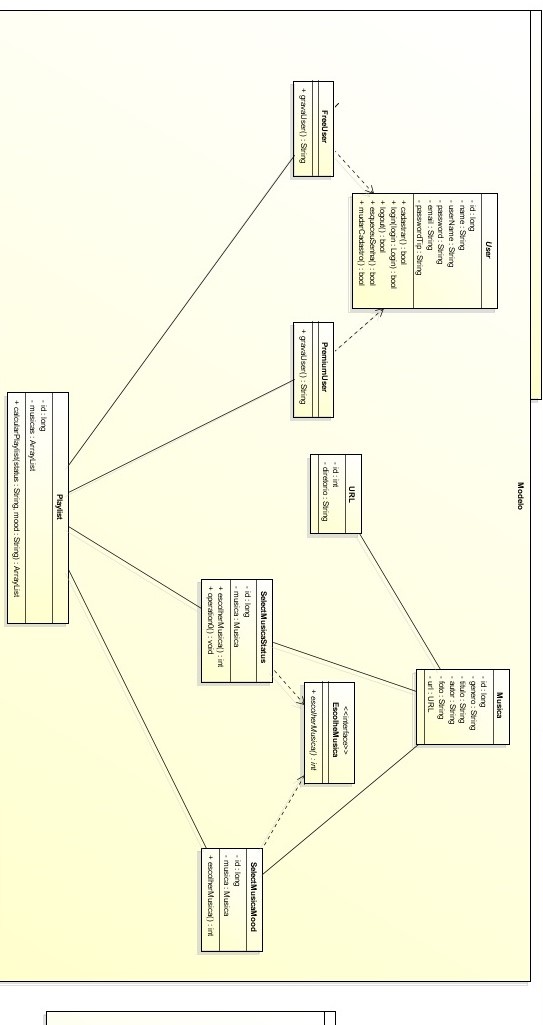 Modelo
User
- id : long
- name : String
- userName : String
- password : String
- email : String
- passwordTip : String
+ cadastrar() : bool
+ login(login : Login) : bool
+ logout() : bool
+ esqueceuSenha() : bool
+ mudarCadastro() : bool
FreeUser
+ gravaUser() : String
PremiumUser
+ gravaUser() : String
URL
- id : int
- diretorio : String
Musica
- id : long
- genero : String
- titulo : String
- autor : String
- foto : String
- url : URL
<<interface>>
EscolheMusica
+ escolherMusica() : int
SelectMusicaStatus
- id : long
- musica : Musica
+ escolherMusica() : int
+ operation0() : void
SelectMusicaMood
- id : long
- musica : Musica
+ escolherMusica() : int
Playlist
- id : long
- musicas : ArrayList
+ calcularPlaylist(status : String, mood : String) : ArrayList